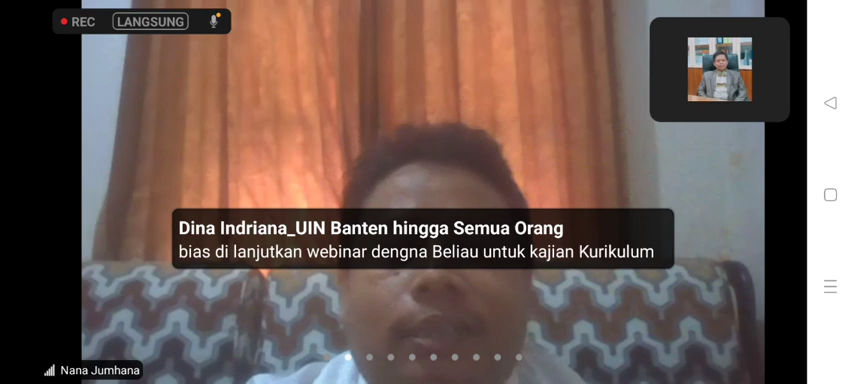 REC LANGSUNG
Dina Indriana_UIN Banten hingga Semua Orang
bias di lanjutkan webinar dengna Beliau untuk kajian Kurikulum
Nana Jumhana